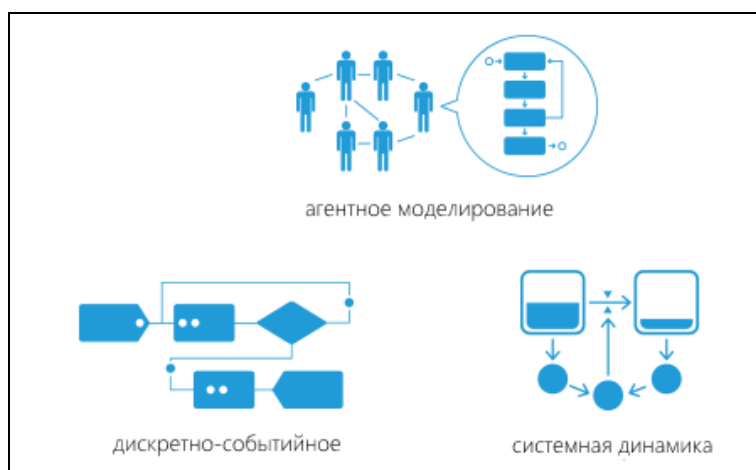 агентное моделирование
дискретно-событийное
системная динамика